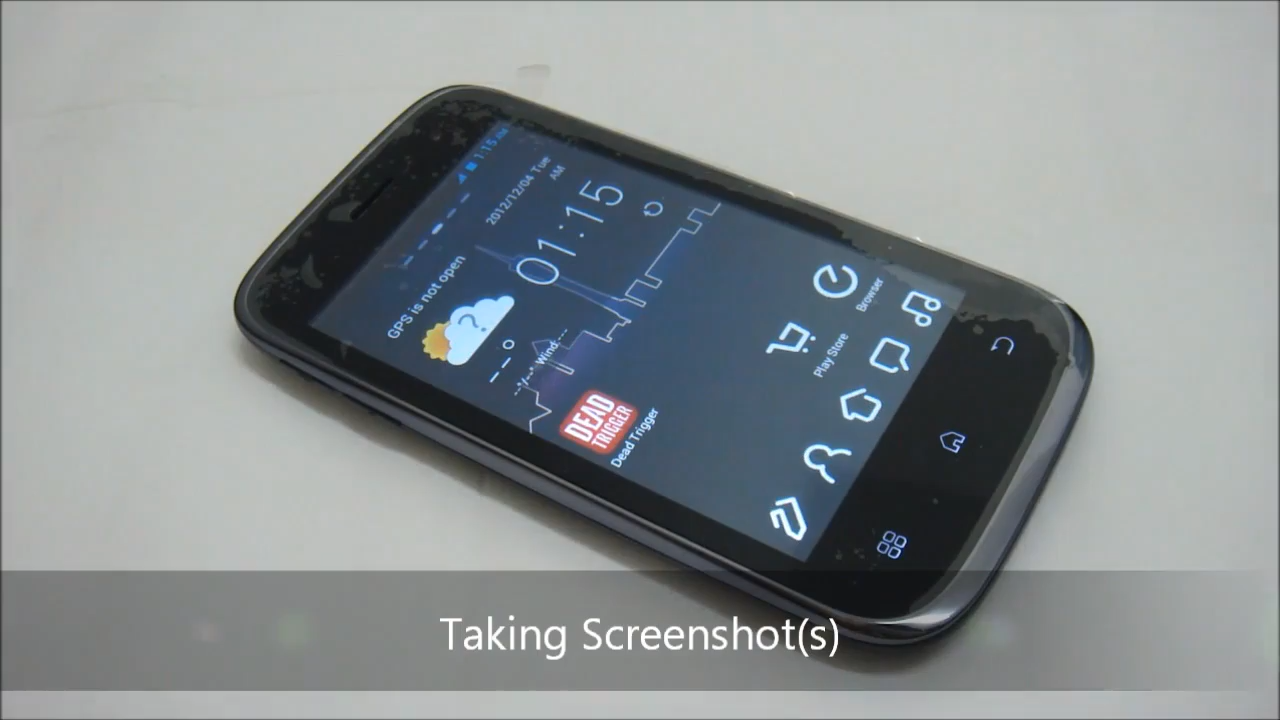 1:15 AM
2012/12/04 Tue
AM
01:15
GPS is not open
?
--°
--/--- Wind:---
DEAD
TRIGGER
Dead Trigger
Play Store
Browser
Taking Screenshot(s)